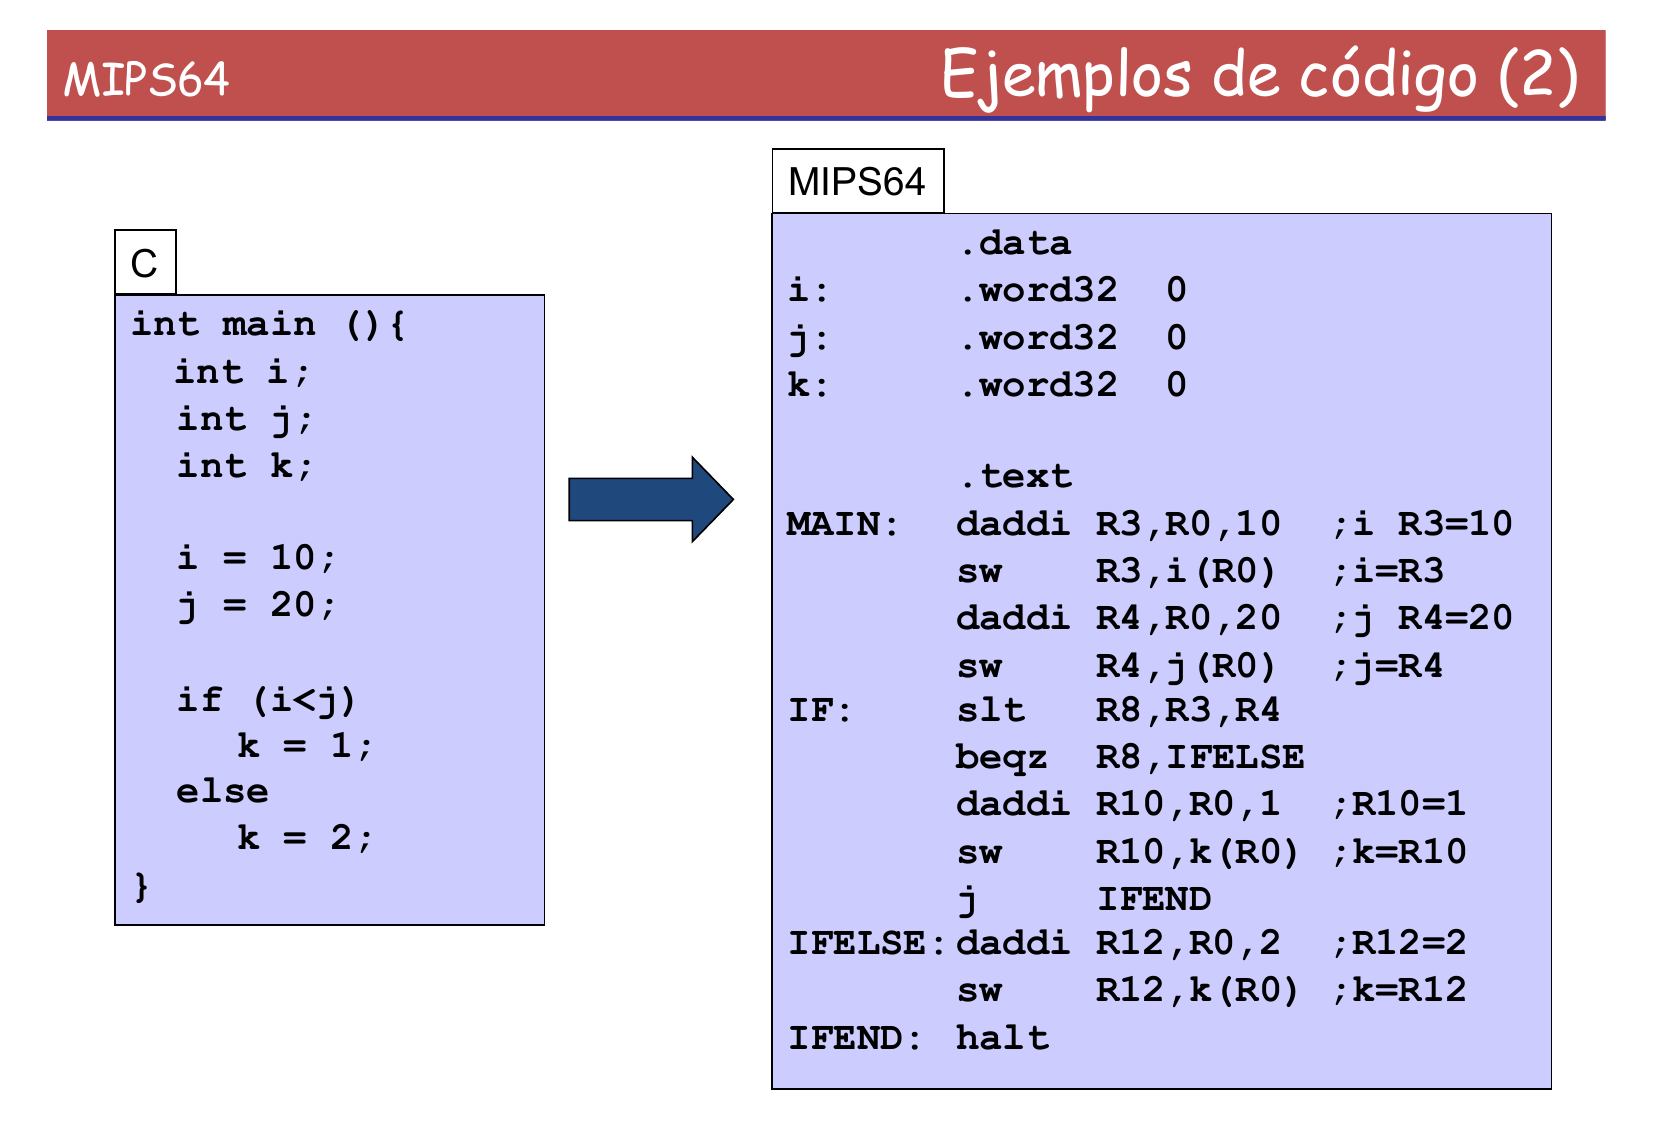 MIPS64
Ejemplos de código (2)
C
int main (){
int i;
int j;
int k;
i = 10;
j = 20;
if (i<j)
k = 1;
else
k = 2;
}
MIPS64
.data
i: .word32 0
j: .word32 0
k: .word32 0
.text
MAIN: daddi R3,R0,10 ;i R3=10
sw R3,i(R0) ;i=R3
daddi R4,R0,20 ;j R4=20
sw R4,j(R0) ;j=R4
IF: slt R8,R3,R4
beqz R8,IFELSE
daddi R10,R0,1 ;R10=1
sw R10,k(R0) ;k=R10
j IFEND
IFELSE: daddi R12,R0,2 ;R12=2
sw R12,k(R0) ;k=R12
IFEND: halt